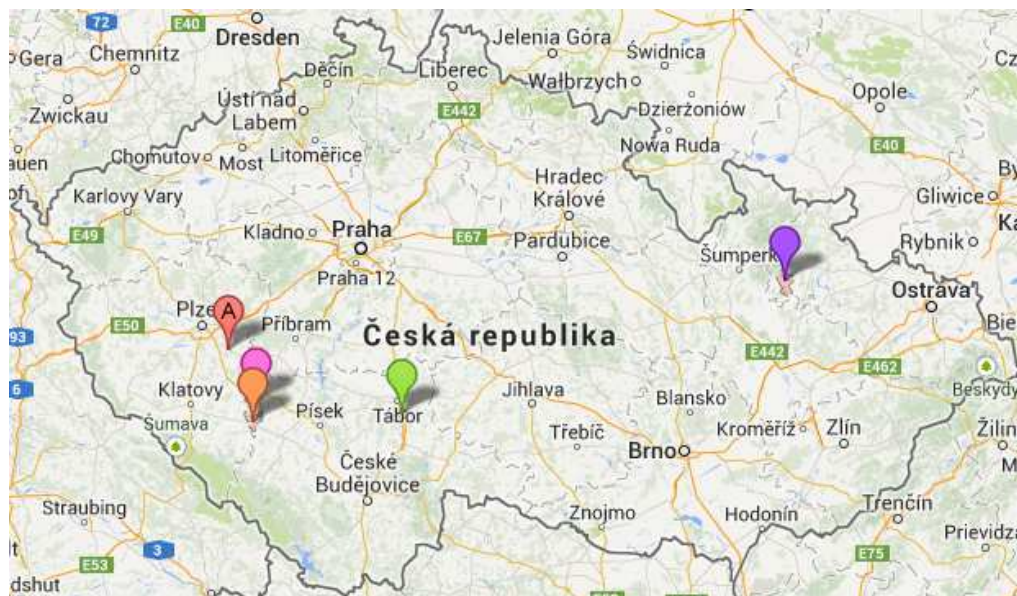 72
E40
Dresden
Gera
Chemnitz
Zwickau
Děčín
Liberec
Jelenia Góra
Świdnica
Wałbrzych
Dzierżoniów
Opole
Ústí nad
Labem
E442
Nowa Ruda
E40
Chomutov
Most
Litoměřice
Gliwice
Karlovy Vary
Hradec
Králové
E49
Kladno
Praha
E67
Pardubice
Rybnik
Praha 12
Šumperk
Ostrava
A
E50
Příbram
Česká republika
93
E442
E462
Klatovy
Jihlava
Blansko
Beskydy
Písek
Tábor
Šumava
Třebíč
Brno
Kroměříž
Zlín
České
Budějovice
Straubing
Znojmo
Hodonín
Trenčín
3
E53
E75